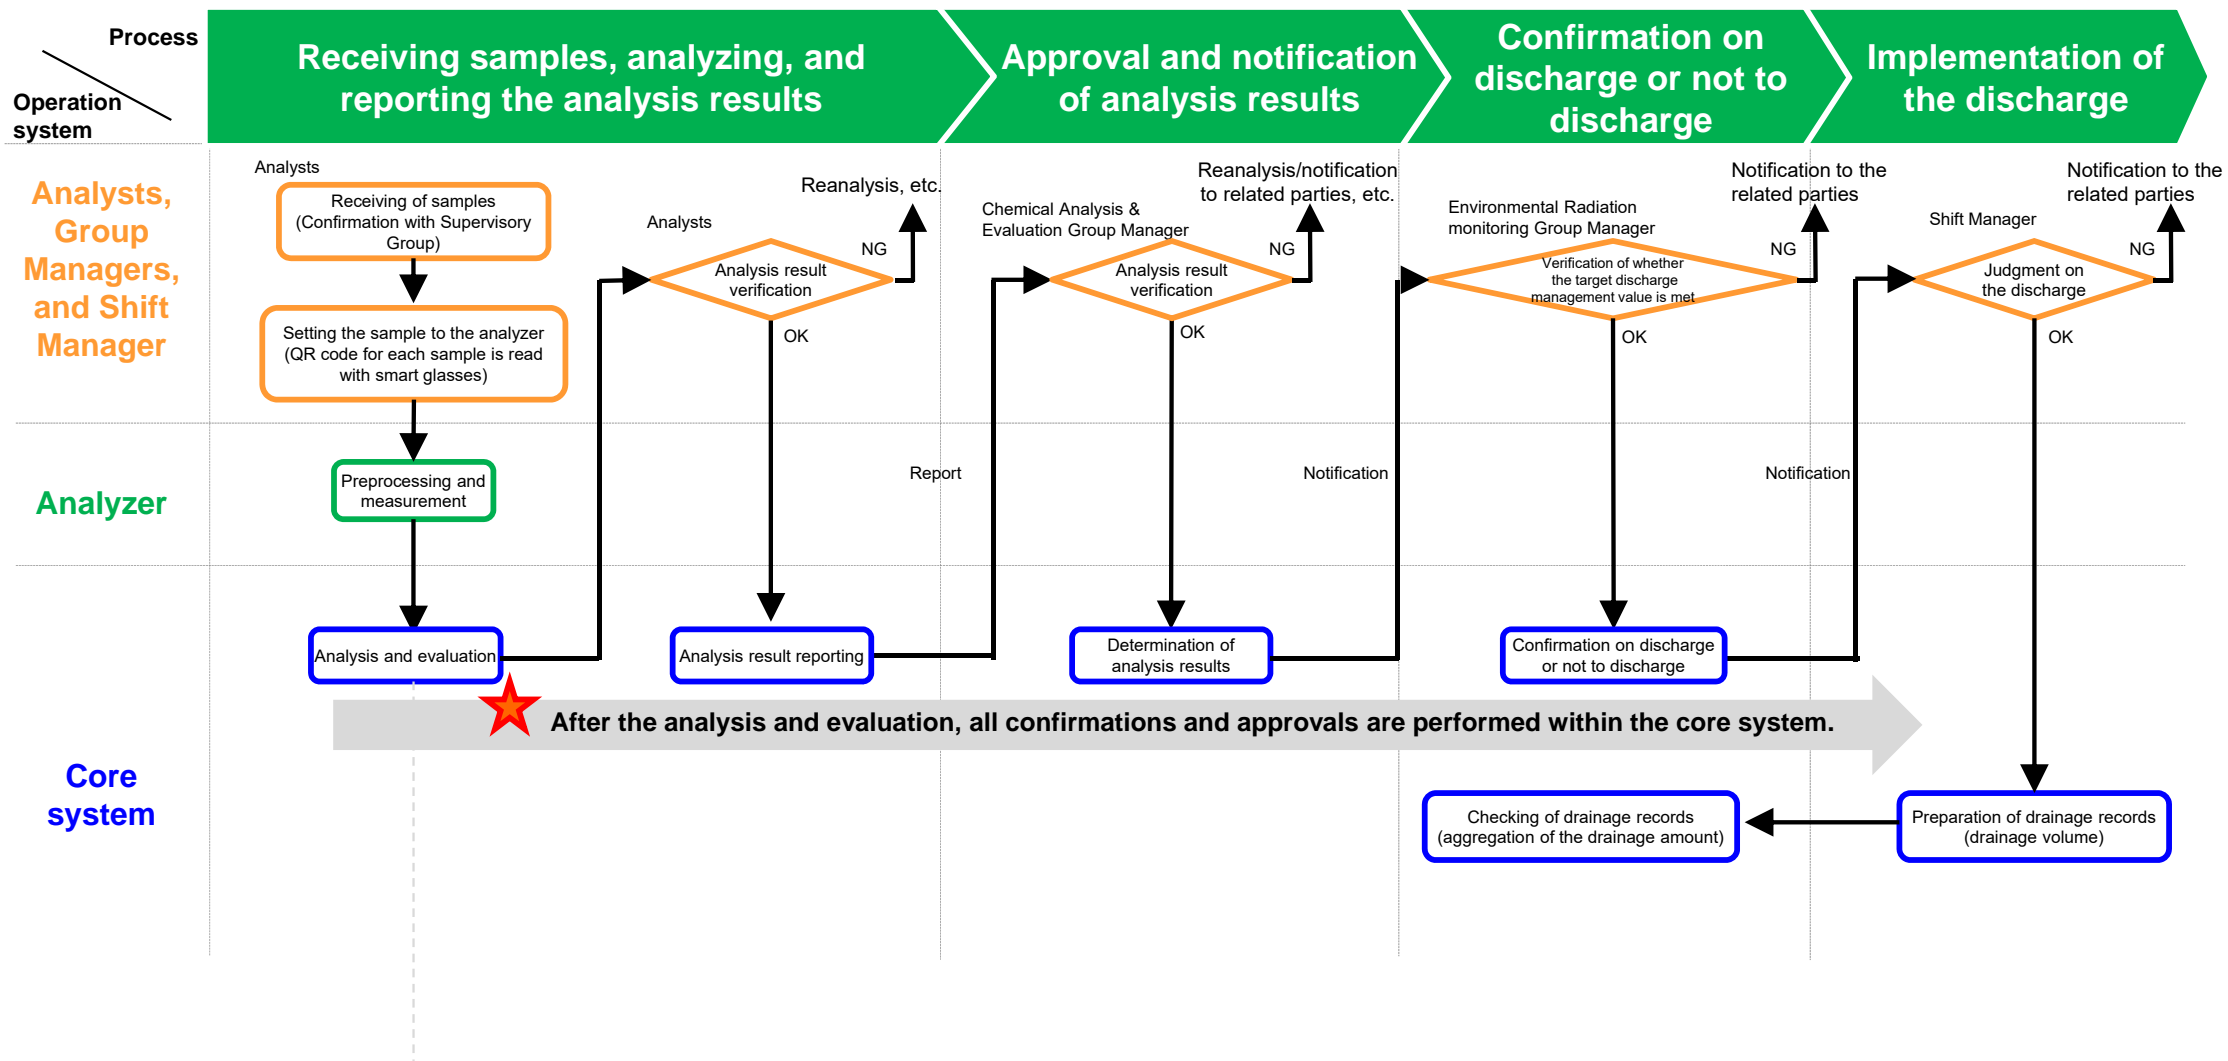 Process
Operation
system
Receiving samples, analyzing, and
reporting the analysis results
Approval and notification
of analysis results
Confirmation on
discharge or not to
discharge
Implementation of
the discharge
Analysts,
Group
Managers,
and Shift
Manager
Analysts
Receiving of samples
(Confirmation with Supervisory
Group)
Setting the sample to the analyzer
(QR code for each sample is read
with smart glasses)
Analysts
Analysis result
verification
NG
Reanalysis, etc.
OK
Chemical Analysis &
Evaluation Group Manager
Analysis result
verification
NG
Reanalysis/notification
to related parties, etc.
OK
Environmental Radiation
monitoring Group Manager
Verification of whether
the target discharge
management value is met
NG
Notification to the
related parties
OK
Shift Manager
Judgment on
the discharge
NG
Notification to the
related parties
OK
Analyzer
Preprocessing and
measurement
Report
Notification
Notification
Core
system
Analysis and evaluation
Analysis result reporting
Determination of
analysis results
Confirmation on discharge
or not to discharge
After the analysis and evaluation, all confirmations and approvals are performed within the core system.
Checking of drainage records
(aggregation of the drainage amount)
Preparation of drainage records
(drainage volume)